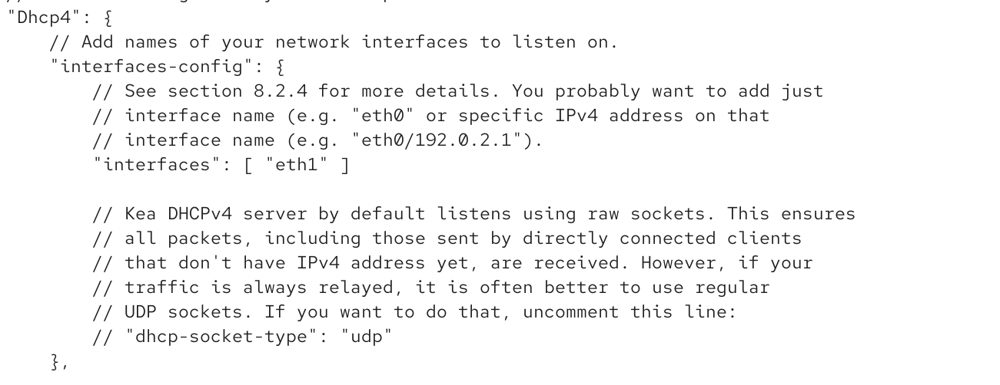 "Dhcp4": {
    // Add names of your network interfaces to listen on.
    "interfaces-config": {
        // See section 8.2.4 for more details. You probably want to add just
        // interface name (e.g. "eth0" or specific IPv4 address on that
        // interface name (e.g. "eth0/192.0.2.1").
        "interfaces": [ "eth1" ]

        // Kea DHCPv4 server by default listens using raw sockets. This ensures
        // all packets, including those sent by directly connected clients
        // that don't have IPv4 address yet, are received. However, if your
        // traffic is always relayed, it is often better to use regular
        // UDP sockets. If you want to do that, uncomment this line:
        // "dhcp-socket-type": "udp"
    },